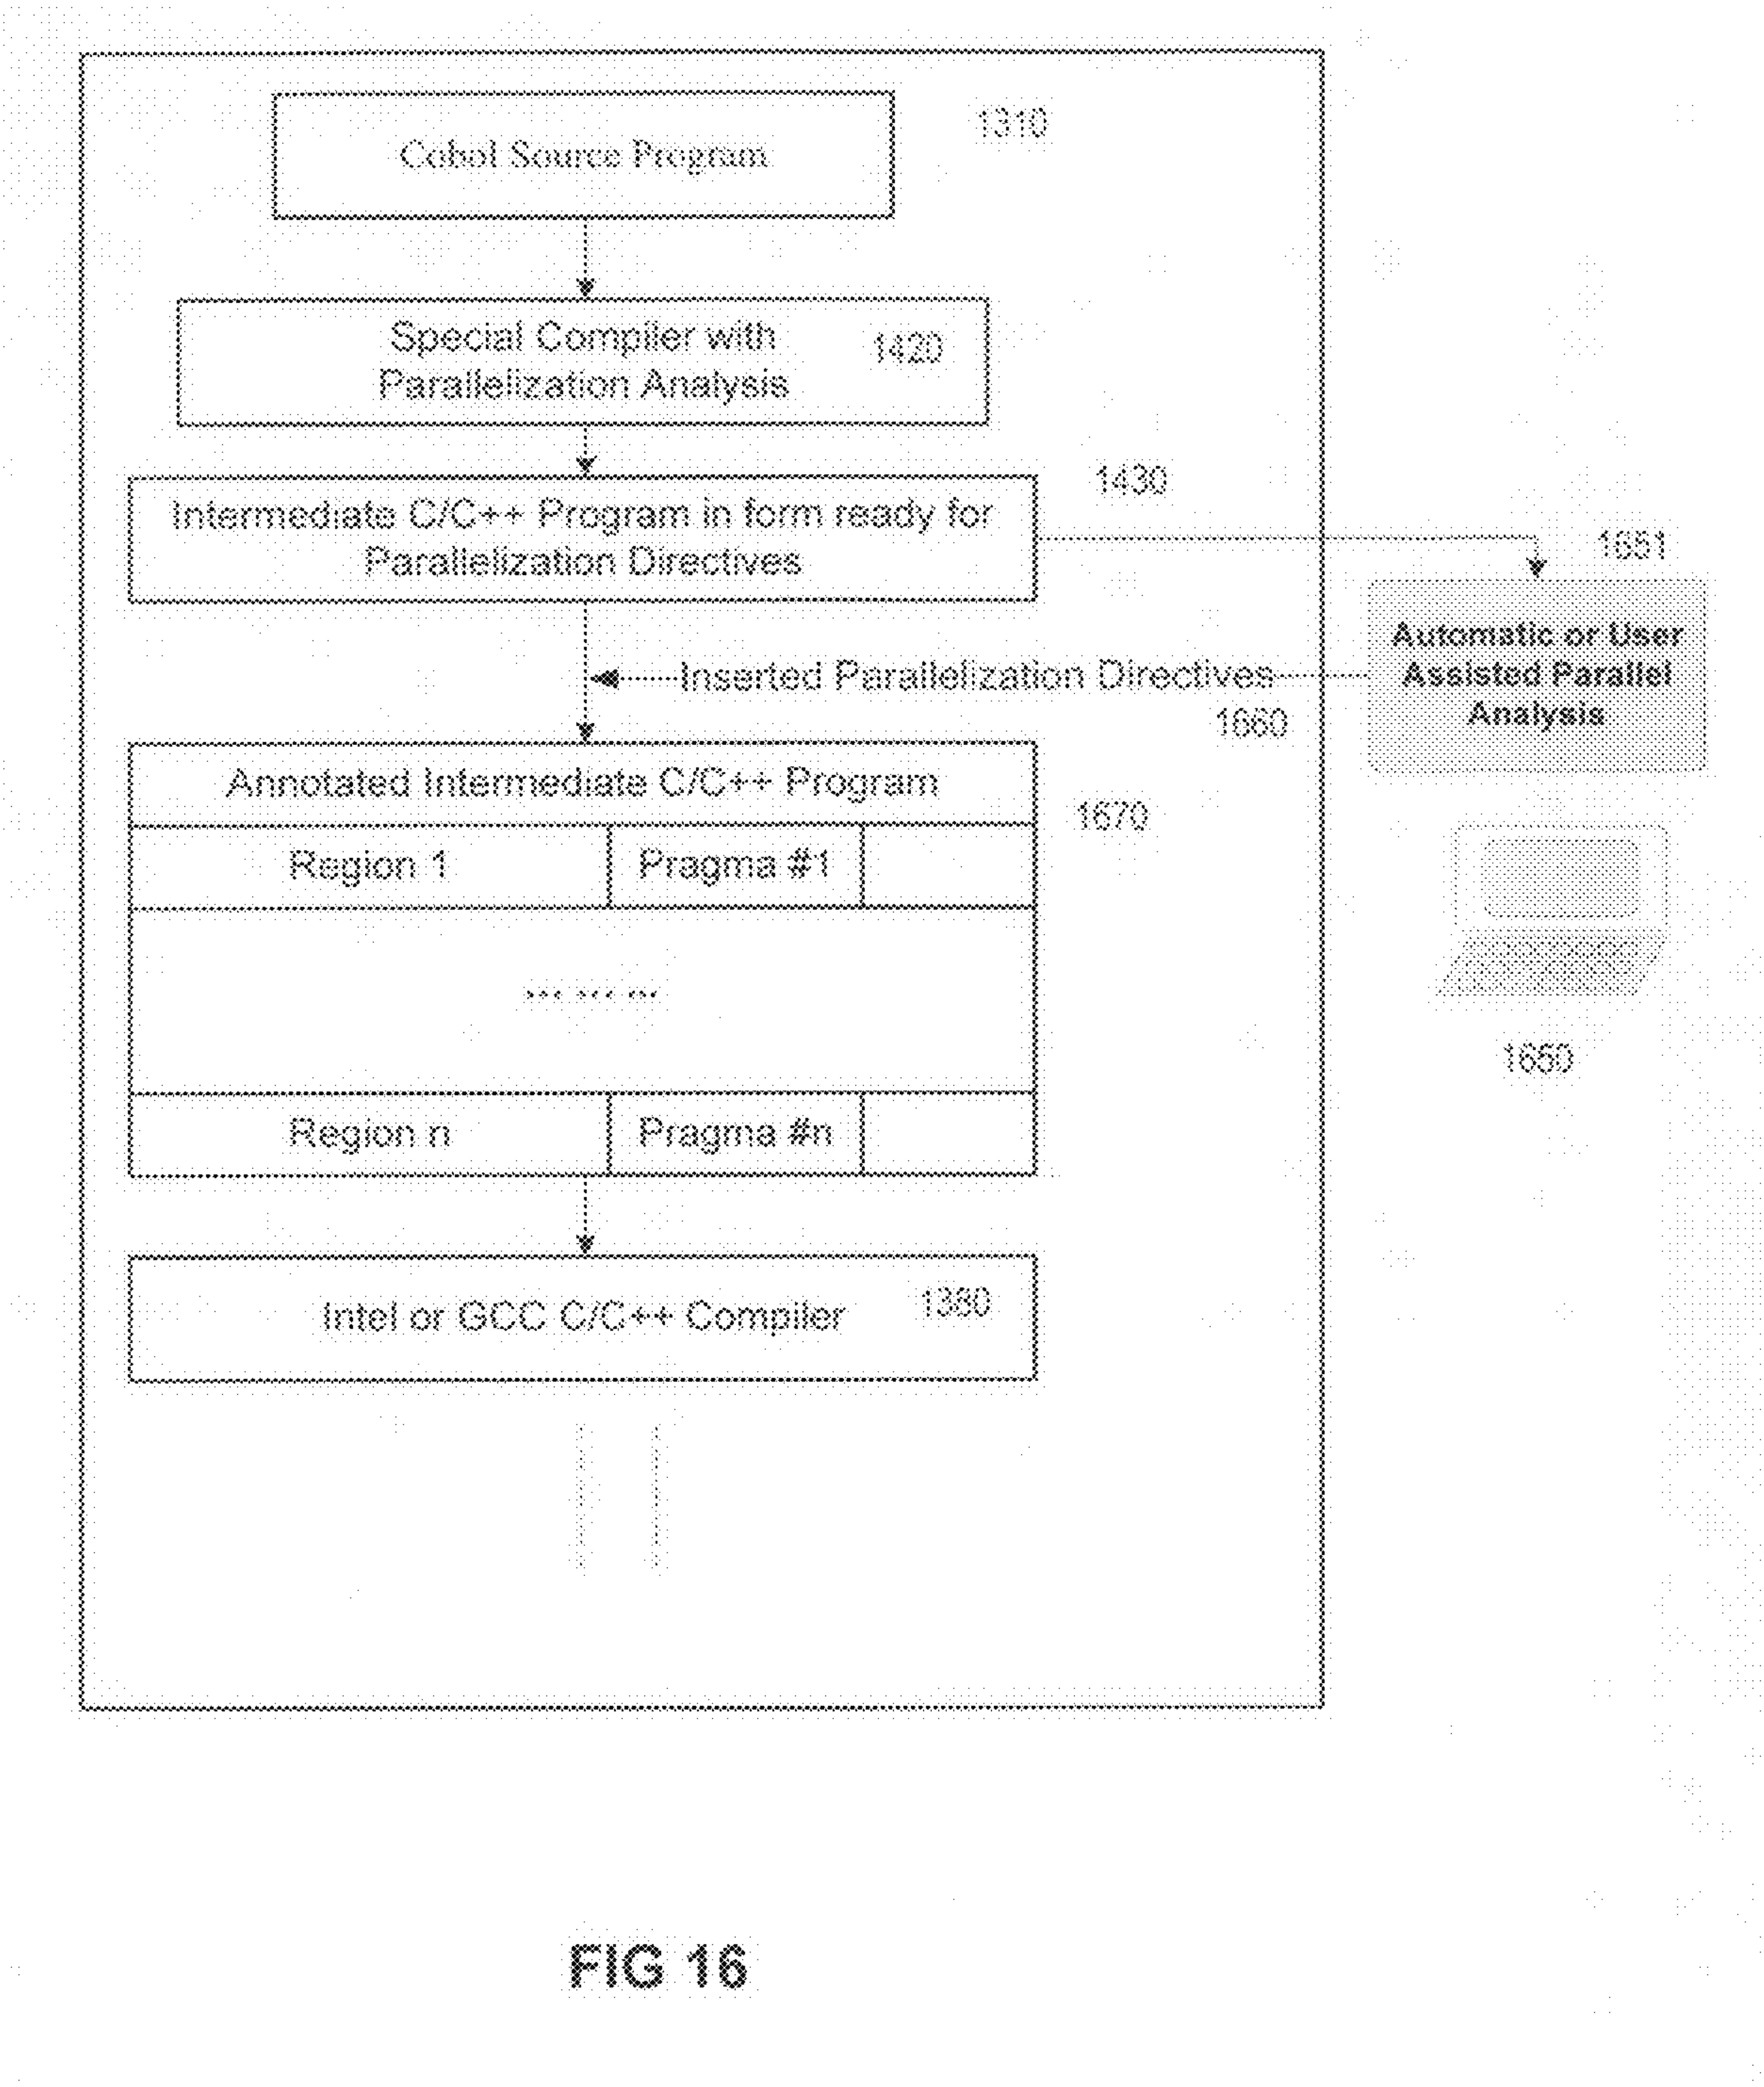 Cobol Source Program
1310
Special Compiler with
Parallelization Analysis
1420
Intermediate C/C++ Program in form ready for
Parallelization Directives
1430
1651
Automatic or User
Assisted Parallel
Analysis
Inserted Parallelization Directives
1660
Annotated Intermediate C/C++ Program
1670
Region 1
Pragma #1
... ... ...
1650
Region n
Pragma #n
Intel or GCC C/C++ Compiler
1380
FIG 16